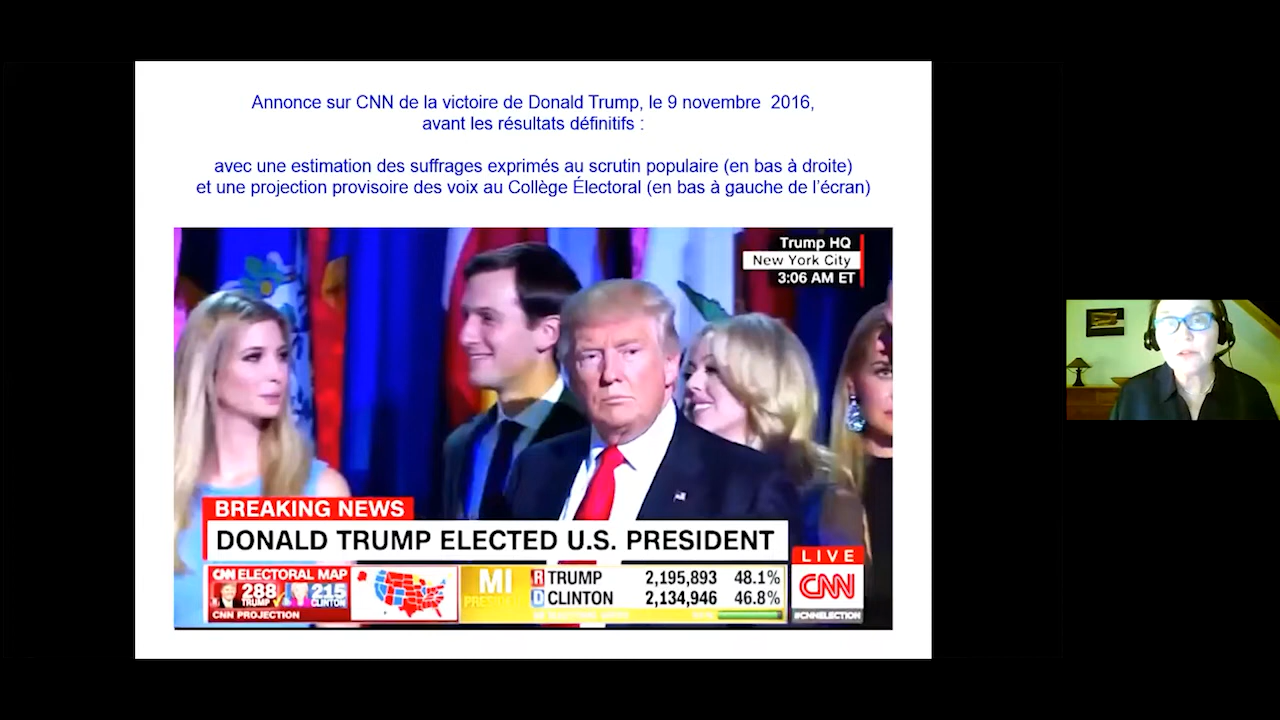 Annonce sur CNN de la victoire de Donald Trump, le 9 novembre 2016,
avant les résultats définitifs :
avec une estimation des suffrages exprimés au scrutin populaire (en bas à droite)
et une projection provisoire des voix au Collège Électoral (en bas à gauche de l'écran)
Trump HQ
New York City
3:06 AM ET
BREAKING NEWS
DONALD TRUMP ELECTED U.S. PRESIDENT
LIVE
CNN
#CNNELECTION
CNN ELECTORAL MAP
288 215
TRUMP CLINTON
CNN PROJECTION
MI
R TRUMP 2,195,893 48.1%
D CLINTON 2,134,946 46.8%